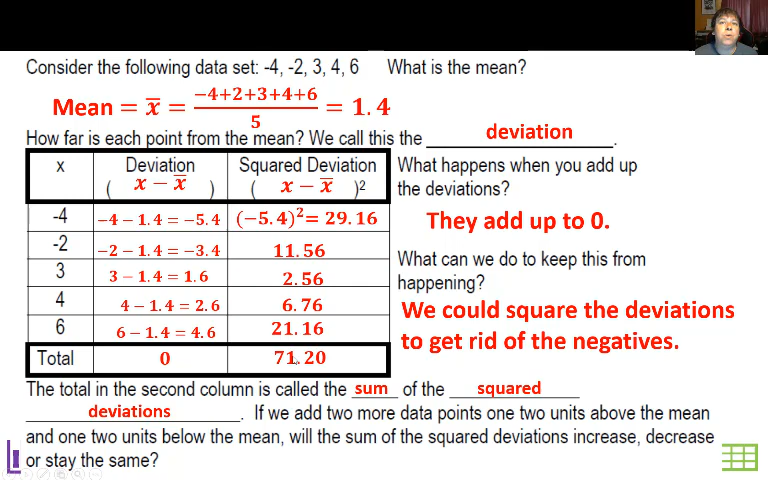 Consider the following data set: -4, -2, 3, 4, 6 What is the mean?
Mean = x̅ = (−4+2+3+4+6)/5 = 1.4
How far is each point from the mean? We call this the deviation.
x Deviation Squared Deviation
( x − x̅ ) ( x − x̅ )²
-4 −4 − 1.4 = −5.4 (−5.4)² = 29.16
-2 −2 − 1.4 = −3.4 11.56
3 3 − 1.4 = 1.6 2.56
4 4 − 1.4 = 2.6 6.76
6 6 − 1.4 = 4.6 21.16
Total 0 71.20
What happens when you add up
the deviations?
They add up to 0.
What can we do to keep this from
happening?
We could square the deviations
to get rid of the negatives.
The total in the second column is called the sum of the squared
deviations. If we add two more data points one two units above the mean
and one two units below the mean, will the sum of the squared deviations increase, decrease
or stay the same?